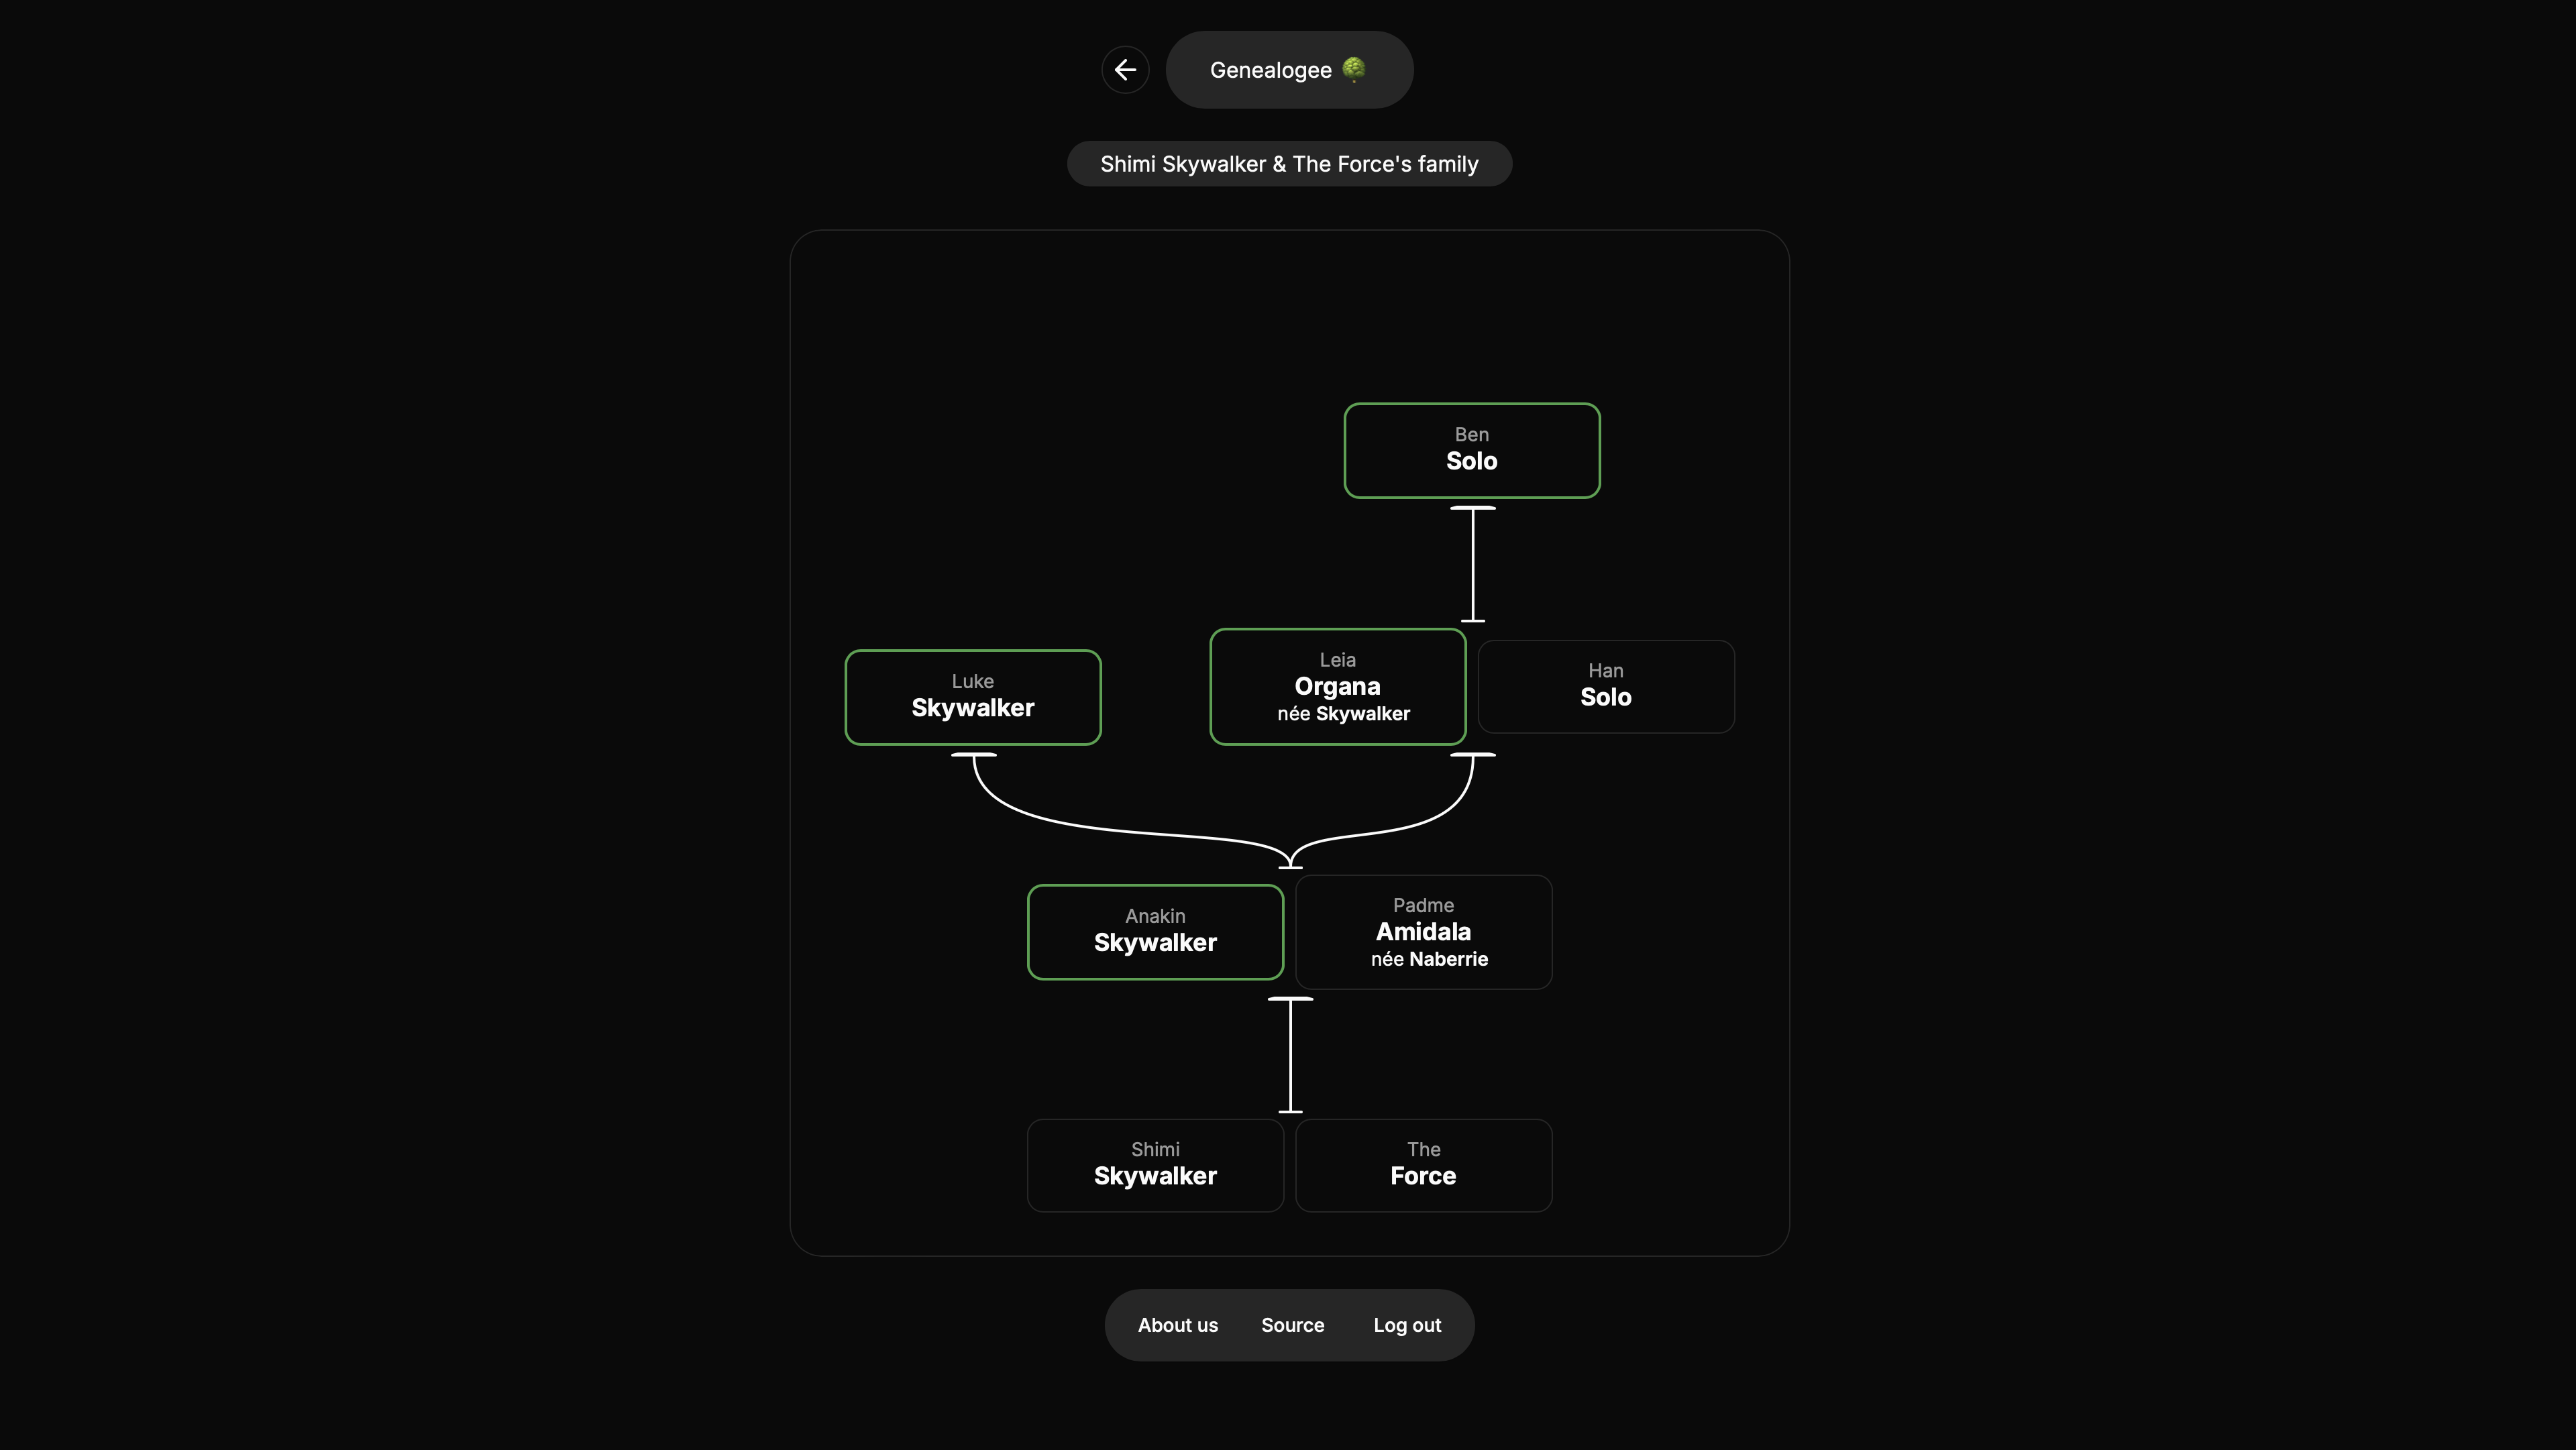 Genealogee
Shimi Skywalker & The Force's family
Ben
Solo
Luke
Skywalker
Leia
Organa
née Skywalker
Han
Solo
Anakin
Skywalker
Padme
Amidala
née Naberrie
Shimi
Skywalker
The
Force
About us
Source
Log out